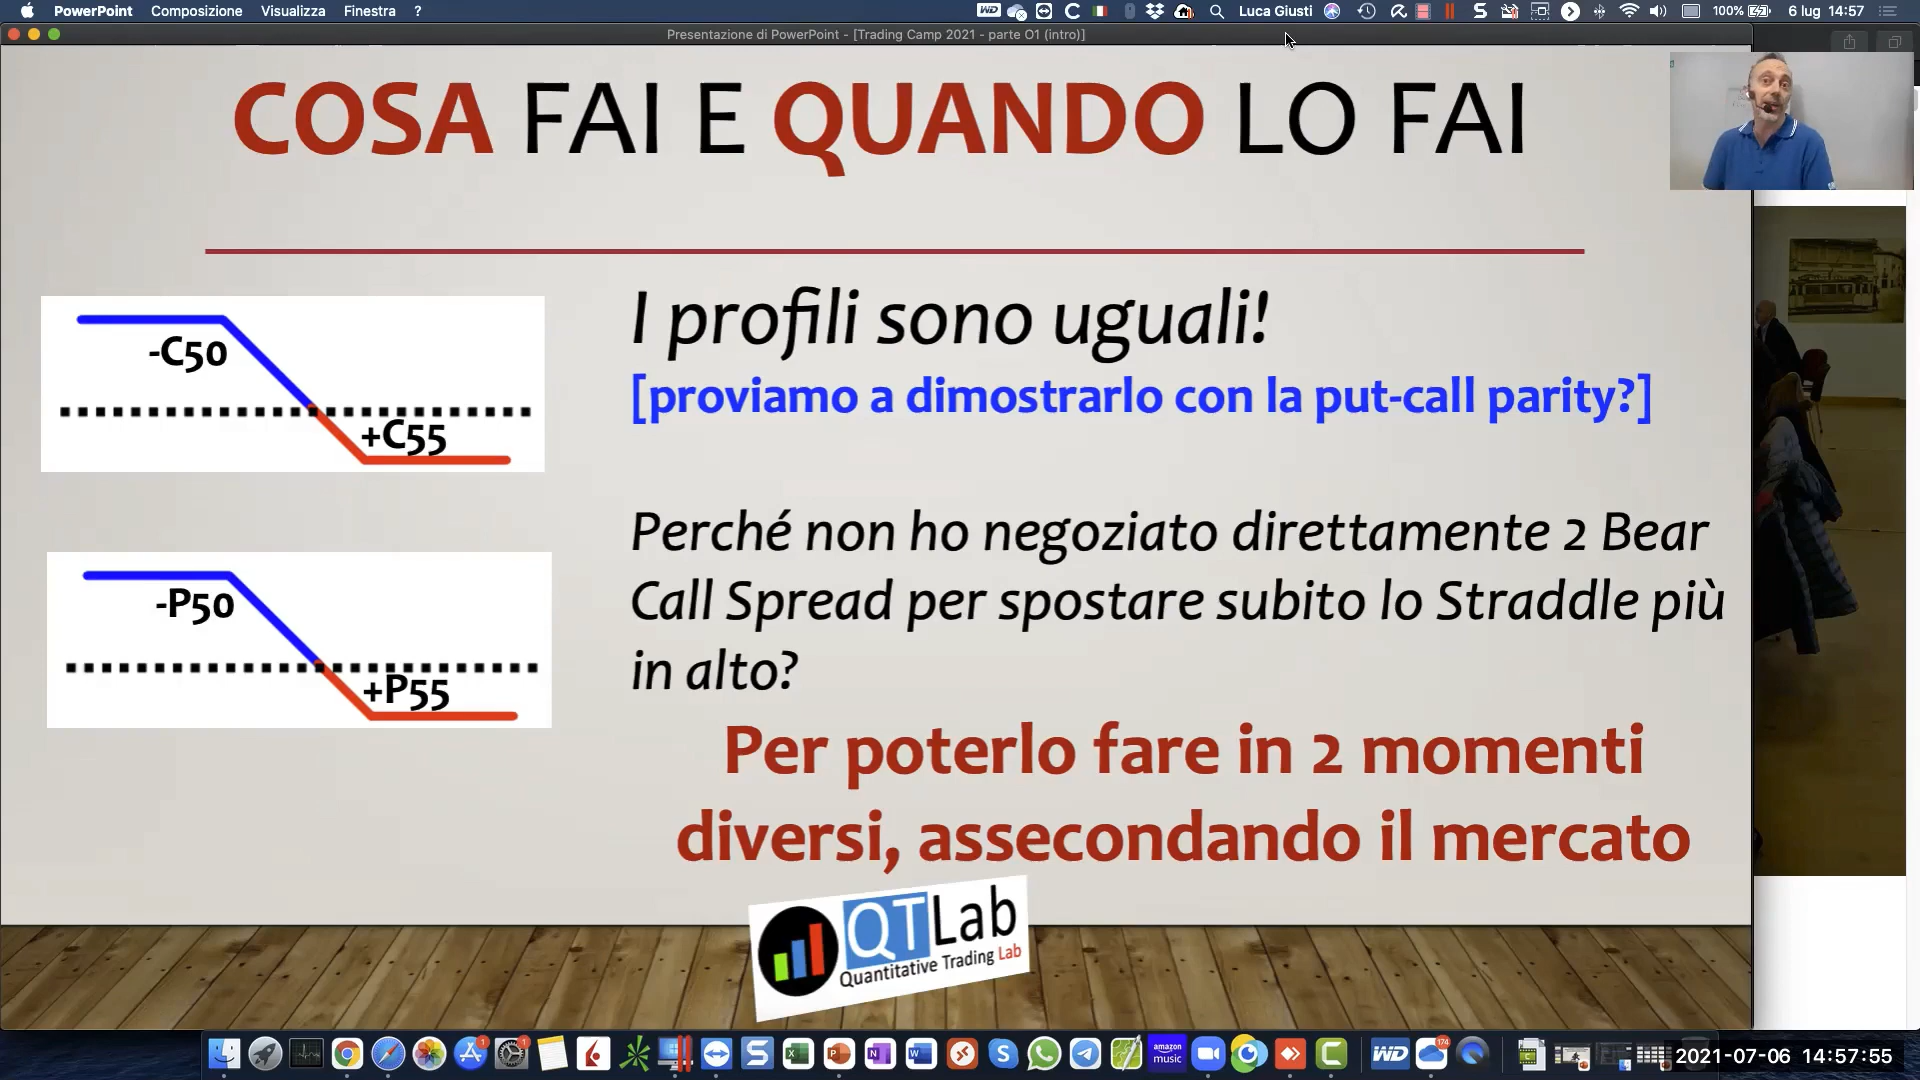 PowerPoint Composizione Visualizza Finestra ?
Luca Giusti 100% 6 lug 14:57
Presentazione di PowerPoint - [Trading Camp 2021 - parte 01 (intro)]
COSA FAI E QUANDO LO FAI
-C50
+C55
-P50
+P55
I profili sono uguali!
[proviamo a dimostrarlo con la put-call parity?]
Perché non ho negoziato direttamente 2 Bear
Call Spread per spostare subito lo Straddle più
in alto?
Per poterlo fare in 2 momenti
diversi, assecondando il mercato
QTLab
Quantitative Trading Lab
amazon
music
WD
174
2021-07-06 14:57:55